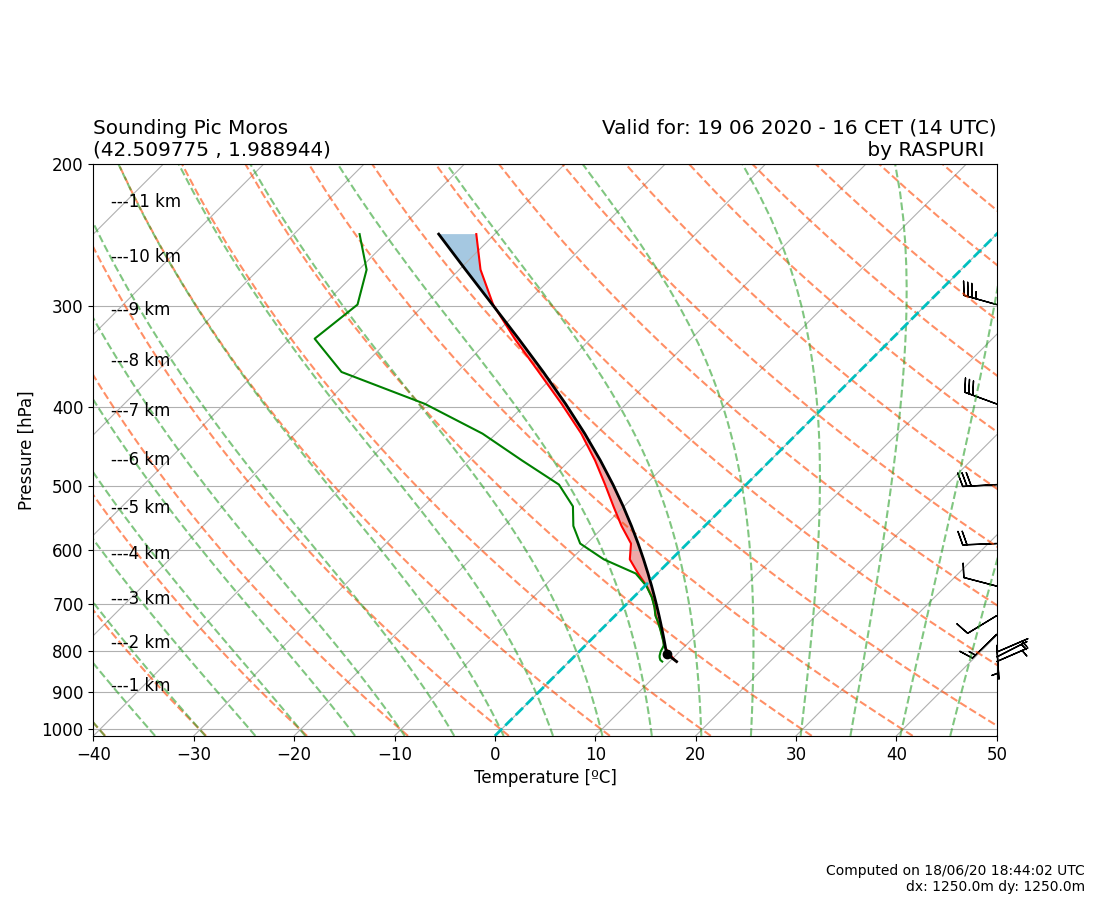 Sounding Pic Moros
(42.509775 , 1.988944)
Valid for: 19 06 2020 - 16 CET (14 UTC)
by RASPURI
200
---11 km
---10 km
300
---9 km
---8 km
400
---7 km
---6 km
500
---5 km
600
---4 km
700
---3 km
800
---2 km
900
---1 km
1000
Pressure [hPa]
−40
−30
−20
−10
0
10
20
30
40
50
Temperature [ºC]
Computed on 18/06/20 18:44:02 UTC
dx: 1250.0m dy: 1250.0m